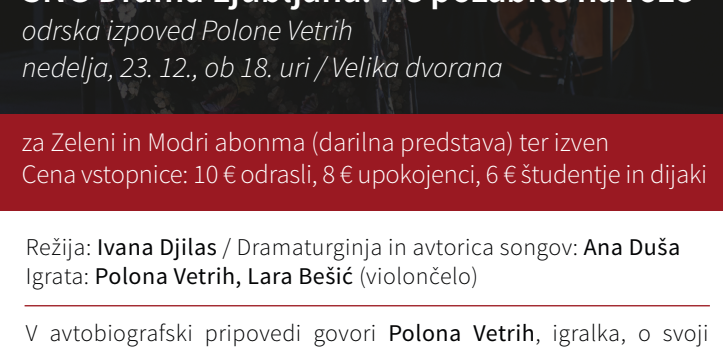 odrska izpoved Polone Vetrih
nedelja, 23. 12., ob 18. uri / Velika dvorana
za Zeleni in Modri abonma (darilna predstava) ter izven
Cena vstopnice: 10 € odrasli, 8 € upokojenci, 6 € študentje in dijaki
Režija: Ivana Djilas / Dramaturginja in avtorica songov: Ana Duša
Igrata: Polona Vetrih, Lara Bešić (violončelo)
V avtobiografski pripovedi govori Polona Vetrih, igralka, o svoji